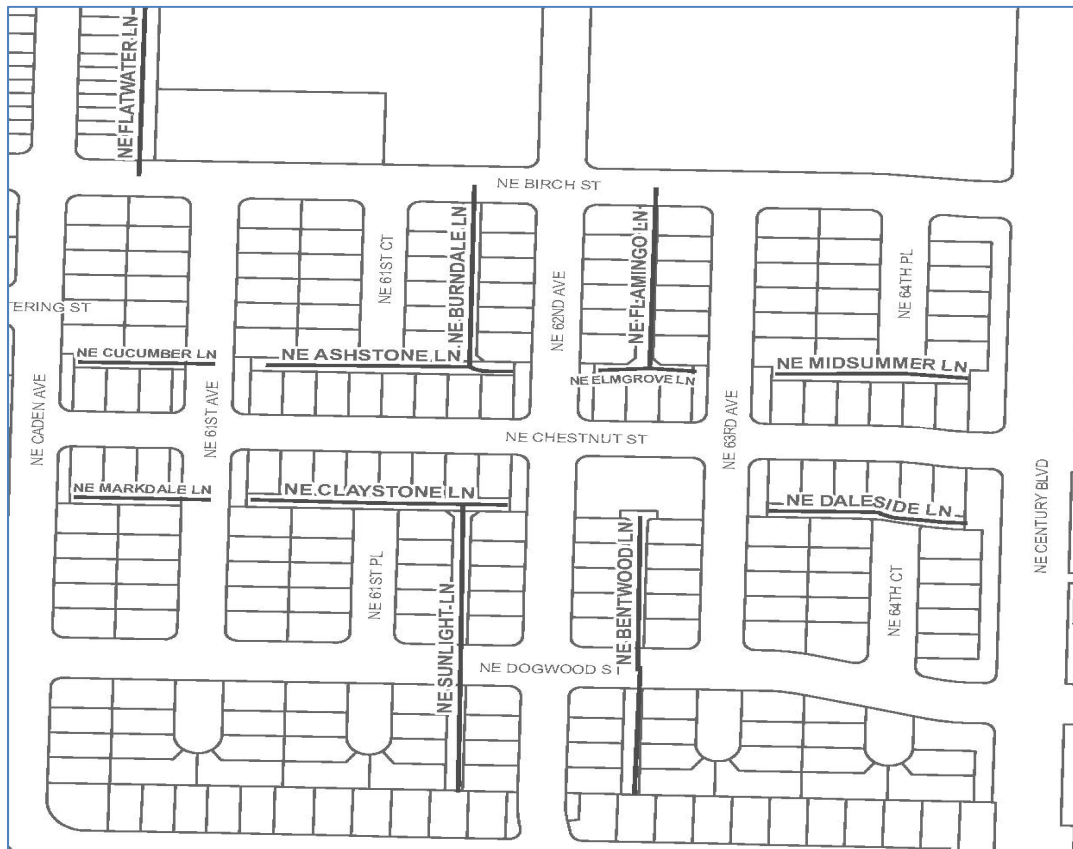 NE FLATWATER LN
NE BIRCH ST
NE BURNDALE LN
NE FLAMINGO LN
NE 61ST CT
NE 64TH PL
NE 62ND AVE
TERING ST
NE CUCUMBER LN
NE ASHSTONE LN
NE ELMGROVE LN
NE MIDSUMMER LN
NE CADEN AVE
NE 61ST AVE
NE 63RD AVE
NE CHESTNUT ST
NE MARKDALE LN
NE CLAYSTONE LN
NE DALESIDE LN
NE CENTURY BLVD
NE BENTWOOD LN
NE 61ST PL
NE 64TH CT
NE SUNLIGHT LN
NE DOGWOOD ST